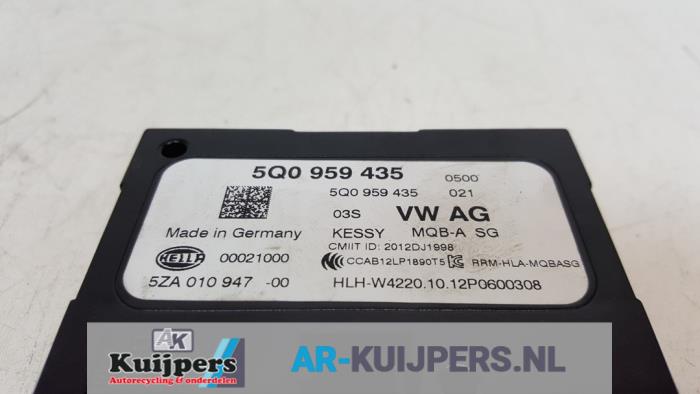 5Q0 959 435 0500
5Q0 959 435 021
03S VW AG
Made in Germany KESSY MQB-A SG
CMIIT ID: 2012DJ1998
HELLA 00021000 CCAB12LP1890T5 RRM-HLA-MQBASG
5ZA 010 947 -00 HLH-W4220.10.12P0600308
AK
Kuijpers
Autorecycling & onderdelen
AR-KUIJPERS.NL